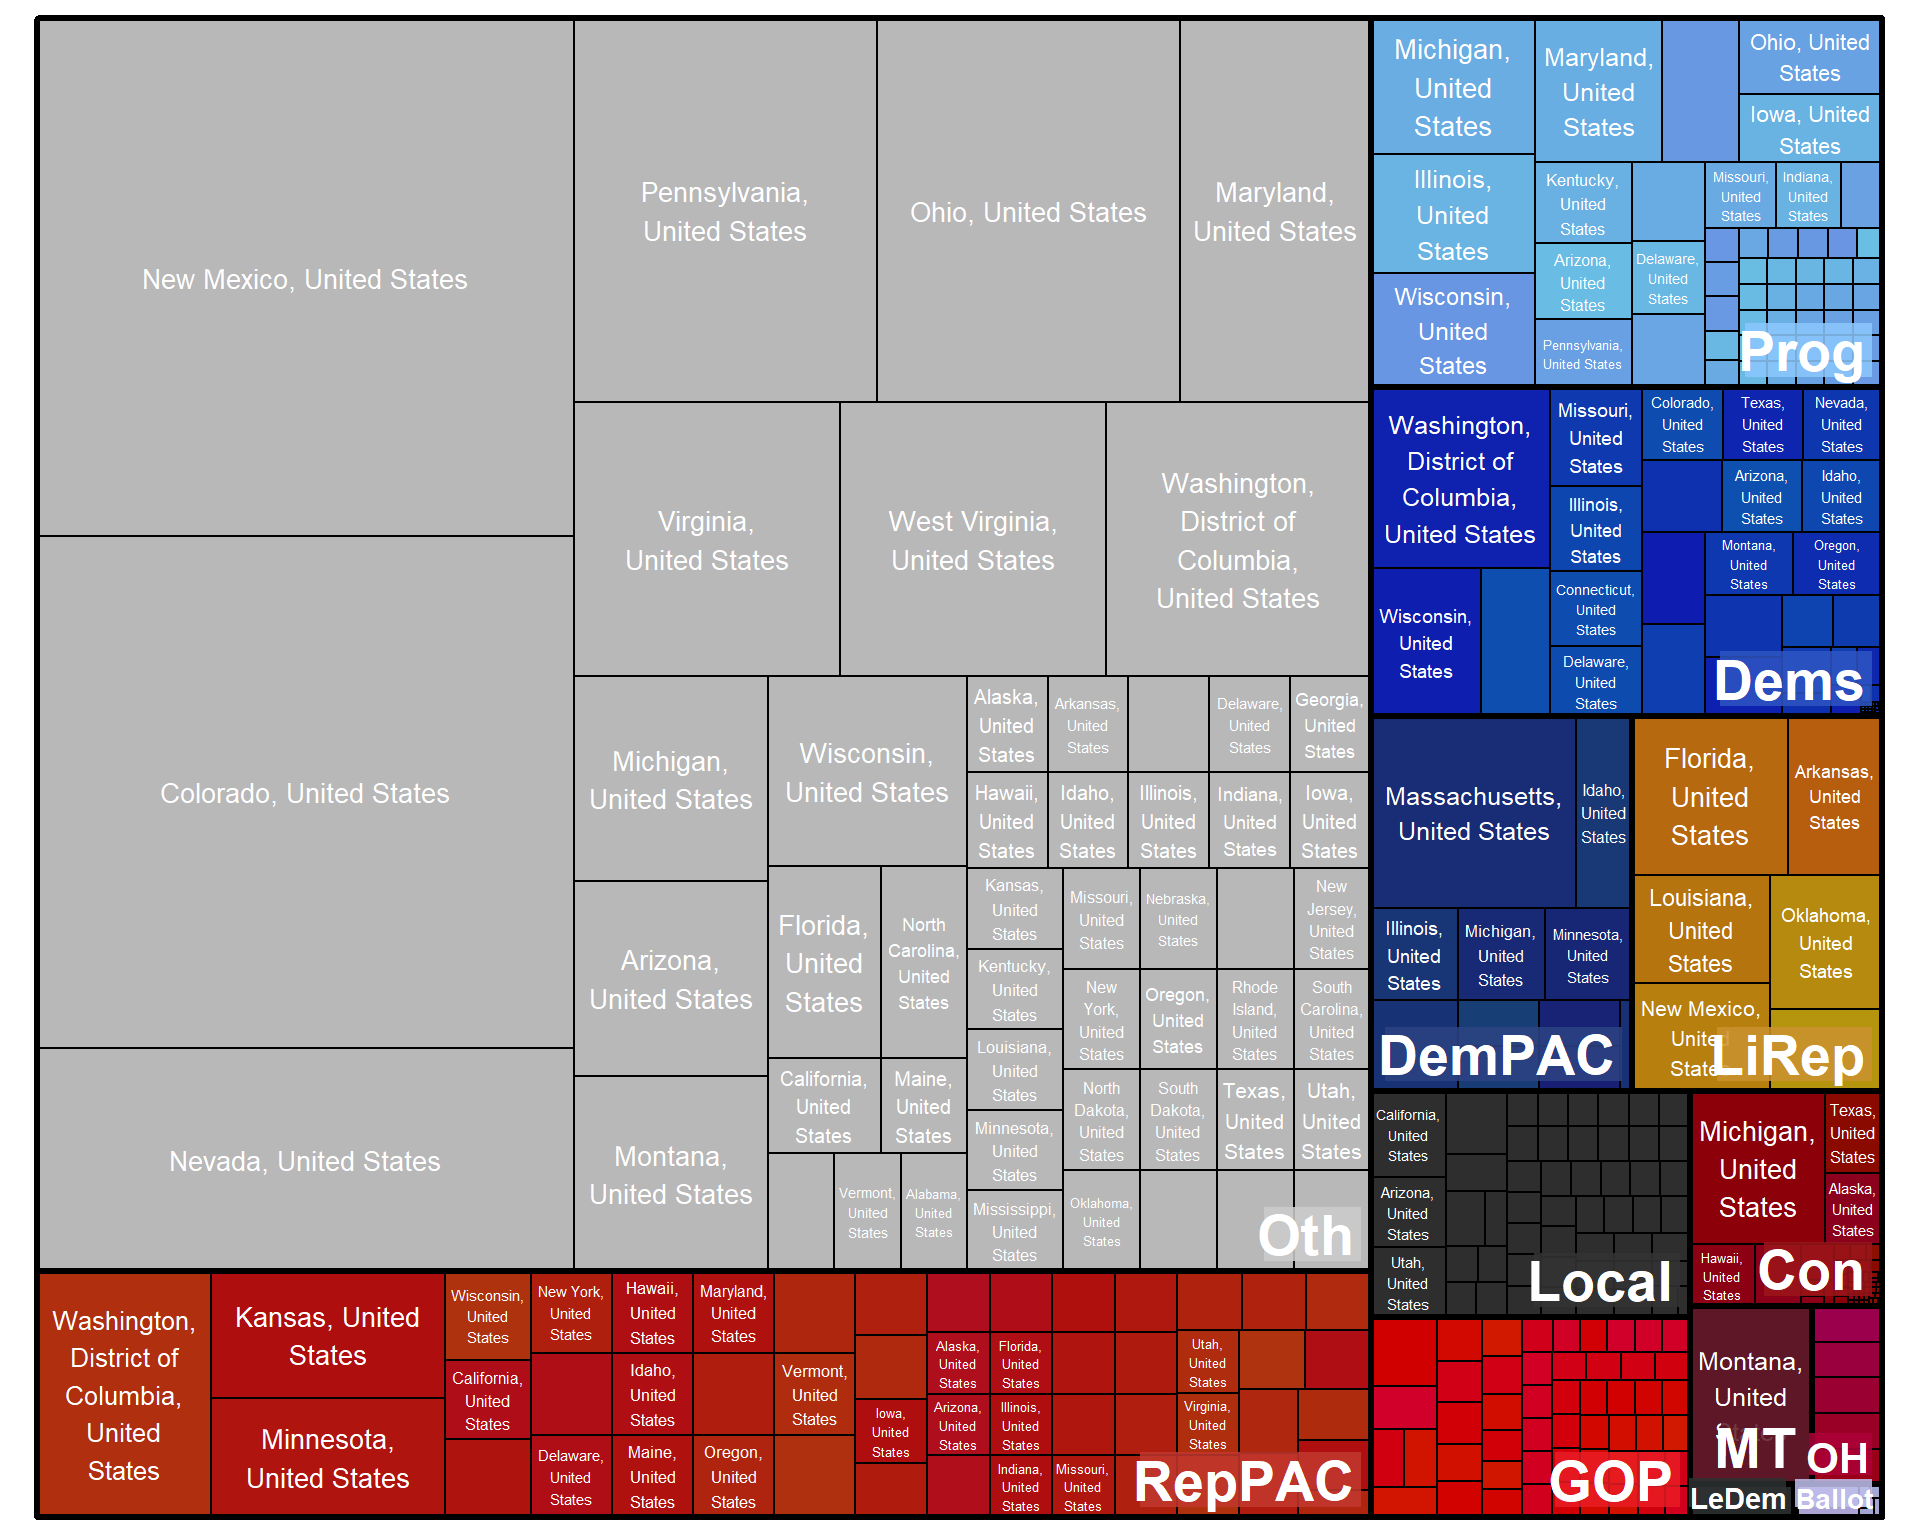 New Mexico, United States
Colorado, United States
Nevada, United States
Pennsylvania,
United States
Ohio, United States
Maryland,
United States
Virginia,
United States
West Virginia,
United States
Washington,
District of
Columbia,
United States
Michigan,
United States
Arizona,
United States
Montana,
United States
Wisconsin,
United States
Florida,
United
States
North
Carolina,
United
States
California,
United
States
Maine,
United
States
Vermont,
United
States
Alabama,
United
States
Alaska,
United
States
Arkansas,
United
States
Delaware,
United
States
Georgia,
United
States
Hawaii,
United
States
Idaho,
United
States
Illinois,
United
States
Indiana,
United
States
Iowa,
United
States
Kansas,
United
States
Kentucky,
United
States
Louisiana,
United
States
Minnesota,
United
States
Mississippi,
United
States
Missouri,
United
States
Nebraska,
United
States
New
Jersey,
United
States
New
York,
United
States
Oregon,
United
States
Rhode
Island,
United
States
South
Carolina,
United
States
North
Dakota,
United
States
South
Dakota,
United
States
Texas,
United
States
Utah,
United
States
Oklahoma,
United
States
Oth
Washington,
District of
Columbia,
United
States
Kansas, United
States
Minnesota,
United States
Wisconsin,
United
States
California,
United
States
New York,
United
States
Delaware,
United
States
Hawaii,
United
States
Idaho,
United
States
Maine,
United
States
Maryland,
United
States
Oregon,
United
States
Vermont,
United
States
Iowa,
United
States
Alaska,
United
States
Arizona,
United
States
Florida,
United
States
Illinois,
United
States
Indiana,
United
States
Missouri,
United
States
Utah,
United
States
Virginia,
United
States
RepPAC
Michigan,
United
States
Illinois,
United
States
Wisconsin,
United
States
Maryland,
United
States
Ohio, United
States
Iowa, United
States
Kentucky,
United
States
Arizona,
United
States
Pennsylvania,
United States
Delaware,
United
States
Missouri,
United
States
Indiana,
United
States
Prog
Washington,
District of
Columbia,
United States
Wisconsin,
United
States
Missouri,
United
States
Illinois,
United
States
Connecticut,
United
States
Delaware,
United
States
Colorado,
United
States
Texas,
United
States
Nevada,
United
States
Arizona,
United
States
Idaho,
United
States
Montana,
United
States
Oregon,
United
States
Dems
Massachusetts,
United States
Idaho,
United
States
Illinois,
United
States
Michigan,
United
States
Minnesota,
United
States
DemPAC
Florida,
United
States
Arkansas,
United
States
Louisiana,
United
States
Oklahoma,
United
States
New Mexico,
United
States
LiRep
California,
United
States
Arizona,
United
States
Utah,
United
States
Local
Michigan,
United
States
Texas,
United
States
Alaska,
United
States
Hawaii,
United
States
Con
GOP
Montana,
United
States
MT
OH
LeDem
Ballot